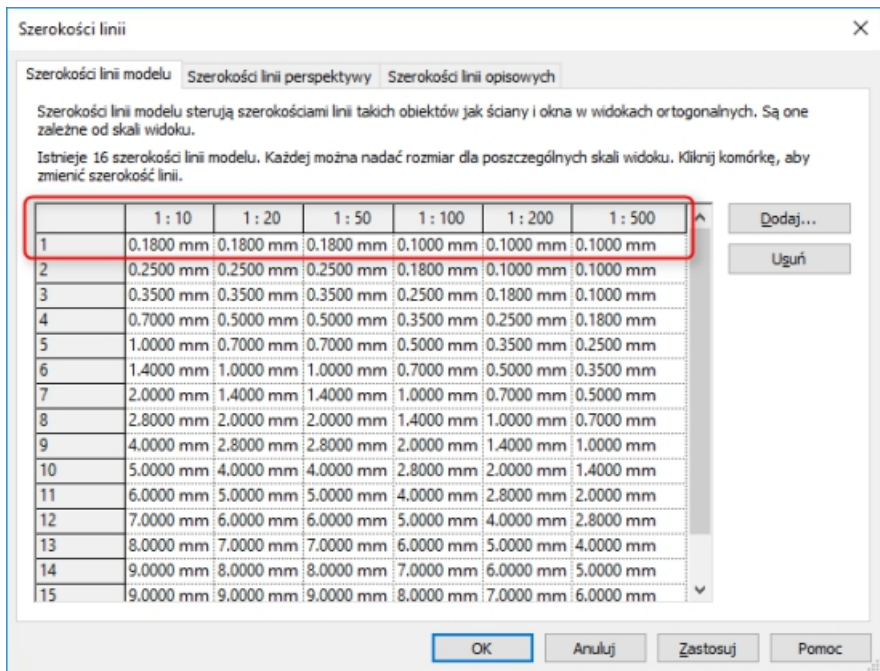 Szerokości linii
Szerokości linii modelu Szerokości linii perspektywy Szerokości linii opisowych
Szerokości linii modelu sterują szerokościami linii takich obiektów jak ściany i okna w widokach ortogonalnych. Są one
zależne od skali widoku.
Istnieje 16 szerokości linii modelu. Każdej można nadać rozmiar dla poszczególnych skali widoku. Kliknij komórkę, aby
zmienić szerokość linii.
1 : 10 1 : 20 1 : 50 1 : 100 1 : 200 1 : 500 Dodaj...
1 0.1800 mm 0.1800 mm 0.1800 mm 0.1000 mm 0.1000 mm 0.1000 mm
Usuń
2 0.2500 mm 0.2500 mm 0.2500 mm 0.1800 mm 0.1000 mm 0.1000 mm
3 0.3500 mm 0.3500 mm 0.3500 mm 0.2500 mm 0.1800 mm 0.1000 mm
4 0.7000 mm 0.5000 mm 0.5000 mm 0.3500 mm 0.2500 mm 0.1800 mm
5 1.0000 mm 0.7000 mm 0.7000 mm 0.5000 mm 0.3500 mm 0.2500 mm
6 1.4000 mm 1.0000 mm 1.0000 mm 0.7000 mm 0.5000 mm 0.3500 mm
7 2.0000 mm 1.4000 mm 1.4000 mm 1.0000 mm 0.7000 mm 0.5000 mm
8 2.8000 mm 2.0000 mm 2.0000 mm 1.4000 mm 1.0000 mm 0.7000 mm
9 4.0000 mm 2.8000 mm 2.8000 mm 2.0000 mm 1.4000 mm 1.0000 mm
10 5.0000 mm 4.0000 mm 4.0000 mm 2.8000 mm 2.0000 mm 1.4000 mm
11 6.0000 mm 5.0000 mm 5.0000 mm 4.0000 mm 2.8000 mm 2.0000 mm
12 7.0000 mm 6.0000 mm 6.0000 mm 5.0000 mm 4.0000 mm 2.8000 mm
13 8.0000 mm 7.0000 mm 7.0000 mm 6.0000 mm 5.0000 mm 4.0000 mm
14 9.0000 mm 8.0000 mm 8.0000 mm 7.0000 mm 6.0000 mm 5.0000 mm
15 9.0000 mm 9.0000 mm 9.0000 mm 8.0000 mm 7.0000 mm 6.0000 mm
OK Anuluj Zastosuj Pomoc